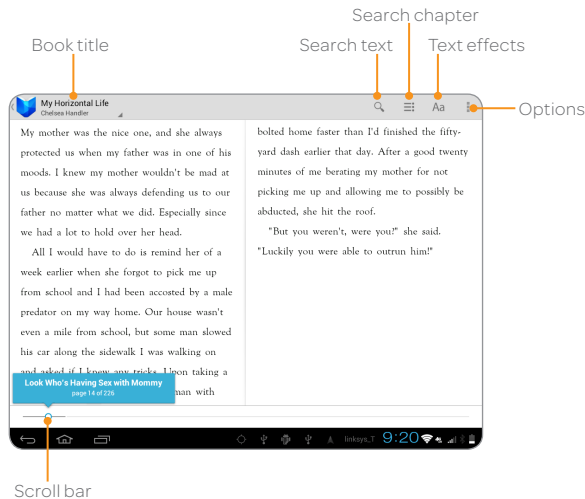 Search chapter
Book title
Search text
Text effects
Options
My Horizontal Life
Chelsea Handler
Aa
My mother was the nice one, and she always
protected us when my father was in one of his
moods. I knew my mother wouldn't be mad at
us because she was always defending us to our
father no matter what we did. Especially since
we had a lot to hold over her head.
All I would have to do is remind her of a
week earlier when she forgot to pick me up
from school and I had been accosted by a male
predator on my way home. Our house wasn't
even a mile from school, but some man slowed
his car along the sidewalk I was walking on
and asked if I knew any tricks. Upon taking a
man with
bolted home faster than I'd finished the fifty-
yard dash earlier that day. After a good twenty
minutes of me berating my mother for not
picking me up and allowing me to possibly be
abducted, she hit the roof.
"But you weren't, were you?" she said.
"Luckily you were able to outrun him!"
Look Who's Having Sex with Mommy
page 14 of 226
linksys_T 9:20
Scroll bar